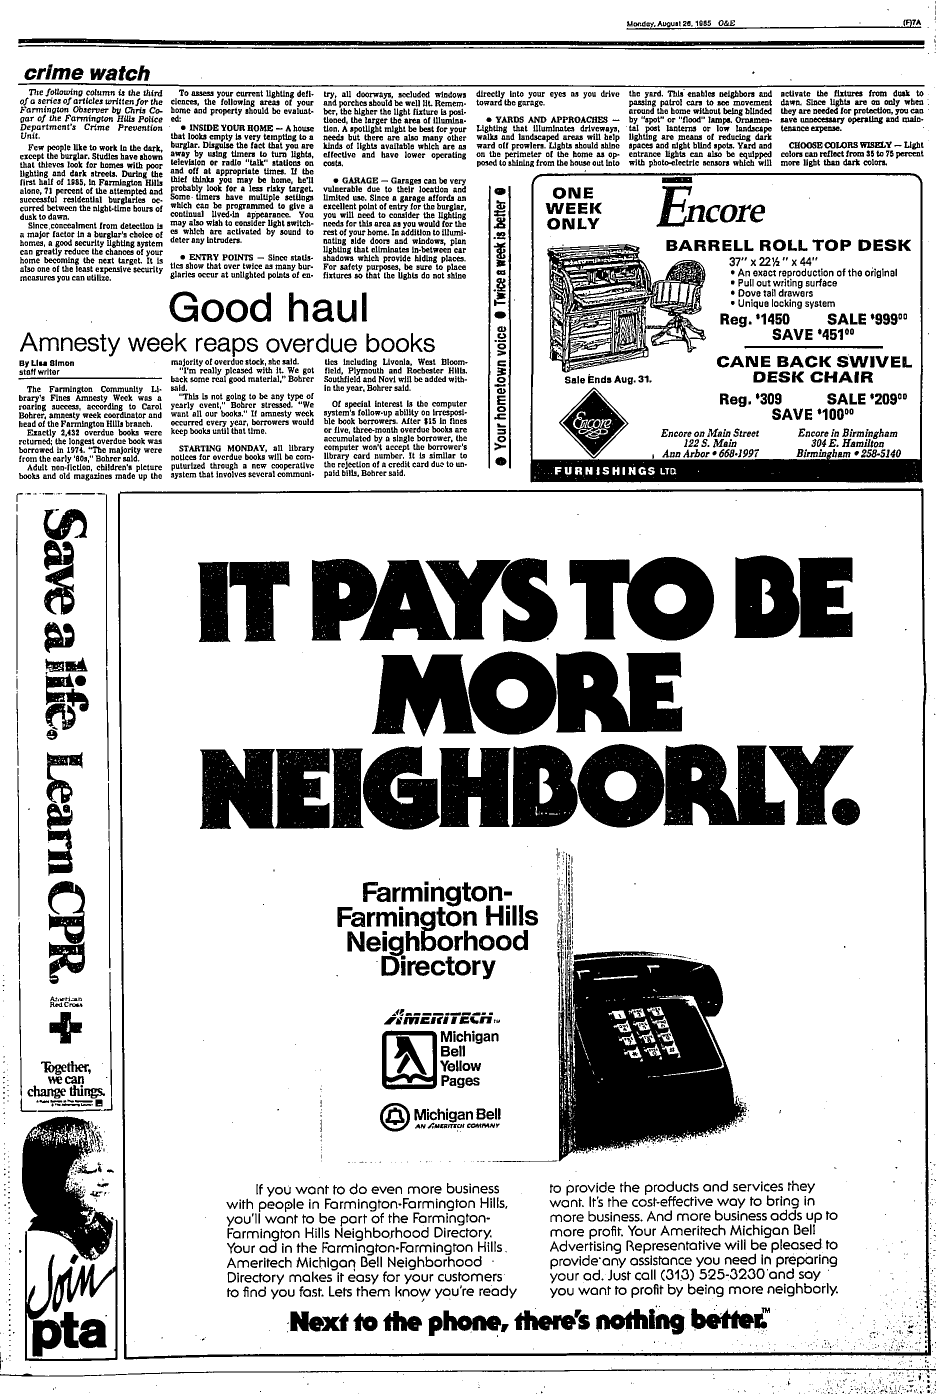 Monday, August 26, 1985 O&E
(F)7A
crime watch
The following column is the third
of a series of articles written for the
Farmington Observer by Chris Co-
gar of the Farmington Hills Police
Department's Crime Prevention
Unit.
Few people like to work in the dark,
except the burglar. Studies have shown
that thieves look for homes with poor
lighting and dark streets. During the
first half of 1985, in Farmington Hills
alone, 71 percent of the attempted and
successful residential burglaries oc-
curred between the night-time hours of
dusk to dawn.
Since concealment from detection is
a major factor in a burglar's choice of
homes, a good security lighting system
can greatly reduce the chances of your
home becoming the next target. It is
also one of the least expensive security
measures you can utilize.
To assess your current lighting defi-
ciences, the following areas of your
home and property should be evaluat-
ed:
● INSIDE YOUR HOME — A house
that looks empty is very tempting to a
burglar. Disguise the fact that you are
away by using timers to turn lights,
television or radio "talk" stations on
and off at appropriate times. If the
thief thinks you may be home, he'll
probably look for a less risky target.
Some timers have multiple settings
which can be programmed to give a
continual lived-in appearance. You
may also wish to consider light switch-
es which are activated by sound to
deter any intruders.
● ENTRY POINTS — Since statis-
tics show that over twice as many bur-
glaries occur at unlighted points of en-
try, all doorways, secluded windows
and porches should be well lit. Remem-
ber, the higher the light fixture is posi-
tioned, the larger the area of illumina-
tion. A spotlight may be best for your
needs but there are also many other
kinds of lights available which are as
effective and have lower operating
costs.
● GARAGE — Garages can be very
vulnerable due to their location and
limited use. Since a garage affords an
excellent point of entry for the burglar,
you will need to consider the lighting
needs for this area as you would for the
rest of your home. In addition to illumi-
nating side doors and windows, plan
lighting that eliminates in-between car
shadows which provide hiding places.
For safety purposes, be sure to place
fixtures so that the lights do not shine
directly into your eyes as you drive
toward the garage.
● YARDS AND APPROACHES —
Lighting that illuminates driveways,
walks and landscaped areas will help
ward off prowlers. Lights should shine
on the perimeter of the home as op-
posed to shining from the house out into
the yard. This enables neighbors and
passing patrol cars to see movement
around the home without being blinded
by "spot" or "flood" lamps. Ornamen-
tal post lanterns or low landscape
lighting are means of reducing dark
spaces and night blind spots. Yard and
entrance lights can also be equipped
with photo-electric sensors which will
activate the fixtures from dusk to
dawn. Since lights are on only when
they are needed for protection, you can
save unnecessary operating and main-
tenance expense.
CHOOSE COLORS WISELY — Light
colors can reflect from 35 to 75 percent
more light than dark colors.
Good haul
Amnesty week reaps overdue books
By Lisa Simon
staff writer
The Farmington Community Li-
brary's Fines Amnesty Week was a
roaring success, according to Carol
Bohrer, amnesty week coordinator and
head of the Farmington Hills branch.
Exactly 2,432 overdue books were
returned; the longest overdue book was
borrowed in 1974. "The majority were
from the early '80s," Bohrer said.
Adult non-fiction, children's picture
books and old magazines made up the
majority of overdue stock, she said.
"I'm really pleased with it. We got
back some real good material," Bohrer
said.
"This is not going to be any type of
yearly event," Bohrer stressed. "We
want all our books." If amnesty week
occurred every year, borrowers would
keep books until that time.
STARTING MONDAY, all library
notices for overdue books will be com-
puturized through a new cooperative
system that involves several communi-
ties including Livonia, West Bloom-
field, Plymouth and Rochester Hills.
Southfield and Novi will be added with-
in the year, Bohrer said.
Of special interest is the computer
system's follow-up ability on irresposi-
ble book borrowers. After $15 in fines
or five, three-month overdue books are
accumulated by a single borrower, the
computer won't accept the borrower's
library card number. It is similar to
the rejection of a credit card due to un-
paid bills, Bohrer said.
● Your hometown voice ● Twice a week is better ●
ONE
WEEK
ONLY
Encore
BARRELL ROLL TOP DESK
37" x 22½" x 44"
• An exact reproduction of the original
• Pull out writing surface
• Dove tail drawers
• Unique locking system
Reg. $1450 SALE $999⁰⁰
SAVE $451⁰⁰
CANE BACK SWIVEL
DESK CHAIR
Reg. $309 SALE $209⁰⁰
SAVE $100⁰⁰
Sale Ends Aug. 31.
Encore
Encore on Main Street
122 S. Main
Ann Arbor • 668-1997
Encore in Birmingham
304 E. Hamilton
Birmingham • 258-5140
FURNISHINGS LTD.
Save a life. Learn CPR.
American
Red Cross
Together,
we can
change things.
Join
pta
IT PAYS TO BE
MORE
NEIGHBORLY.
Farmington-
Farmington Hills
Neighborhood
Directory
AMERITECH
Michigan
Bell
Yellow
Pages
Michigan Bell
AN AMERITECH COMPANY
If you want to do even more business
with people in Farmington-Farmington Hills,
you'll want to be part of the Farmington-
Farmington Hills Neighborhood Directory.
Your ad in the Farmington-Farmington Hills
Ameritech Michigan Bell Neighborhood
Directory makes it easy for your customers
to find you fast. Lets them know you're ready
to provide the products and services they
want. It's the cost-effective way to bring in
more business. And more business adds up to
more profit. Your Ameritech Michigan Bell
Advertising Representative will be pleased to
provide any assistance you need in preparing
your ad. Just call (313) 525-3230 and say
you want to profit by being more neighborly.
Next to the phone, there's nothing better.™